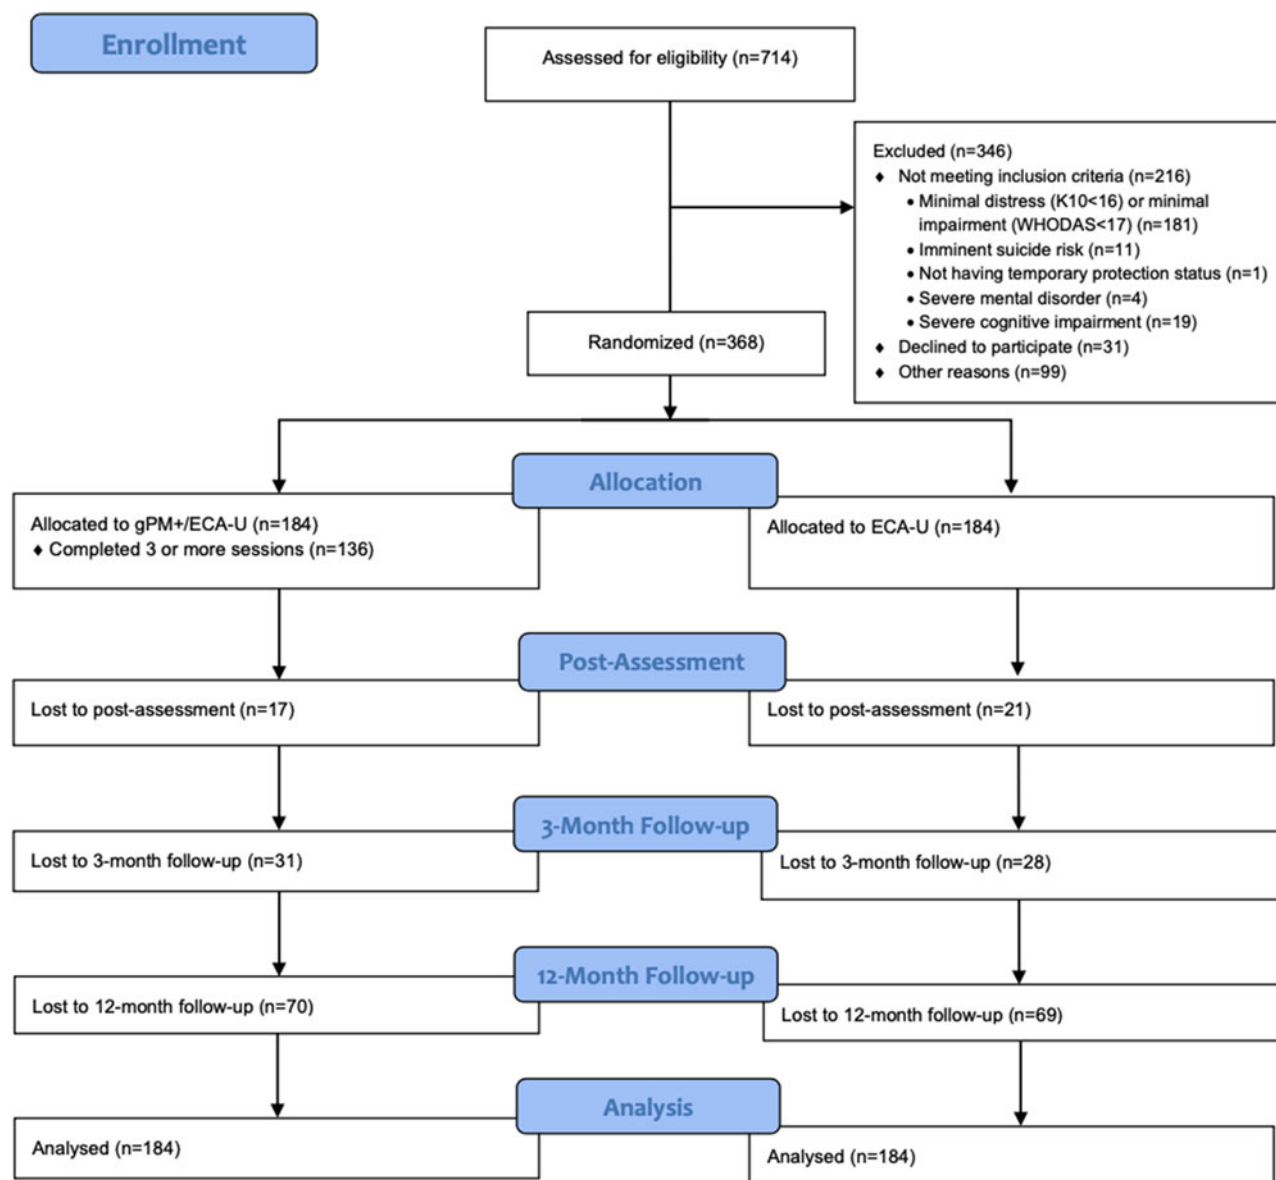 Enrollment
Assessed for eligibility (n=714)
Excluded (n=346)
♦ Not meeting inclusion criteria (n=216)
• Minimal distress (K10<16) or minimal
impairment (WHODAS<17) (n=181)
• Imminent suicide risk (n=11)
• Not having temporary protection status (n=1)
• Severe mental disorder (n=4)
• Severe cognitive impairment (n=19)
♦ Declined to participate (n=31)
♦ Other reasons (n=99)
Randomized (n=368)
Allocation
Allocated to gPM+/ECA-U (n=184)
♦ Completed 3 or more sessions (n=136)
Allocated to ECA-U (n=184)
Post-Assessment
Lost to post-assessment (n=17)
Lost to post-assessment (n=21)
3-Month Follow-up
Lost to 3-month follow-up (n=31)
Lost to 3-month follow-up (n=28)
12-Month Follow-up
Lost to 12-month follow-up (n=70)
Lost to 12-month follow-up (n=69)
Analysis
Analysed (n=184)
Analysed (n=184)